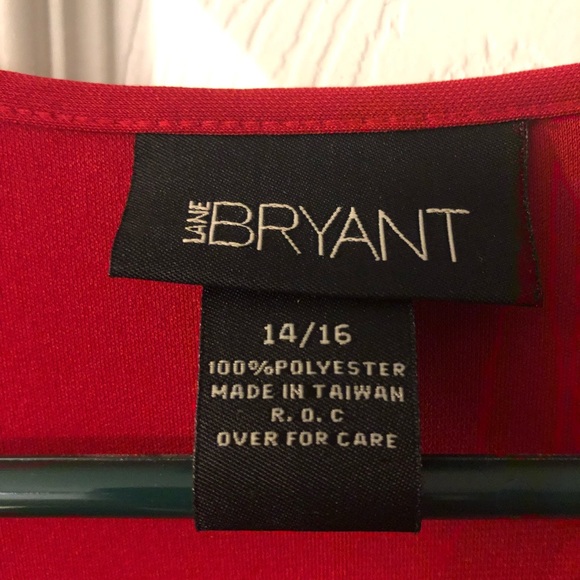 LANE BRYANT
14/16
100%POLYESTER
MADE IN TAIWAN
R. O. C
OVER FOR CARE